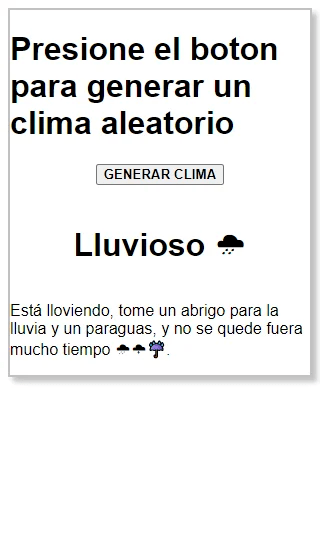 Presione el boton
para generar un
clima aleatorio
GENERAR CLIMA
Lluvioso 🌧
Está lloviendo, tome un abrigo para la
lluvia y un paraguas, y no se quede fuera
mucho tiempo 🌧🌩☔.